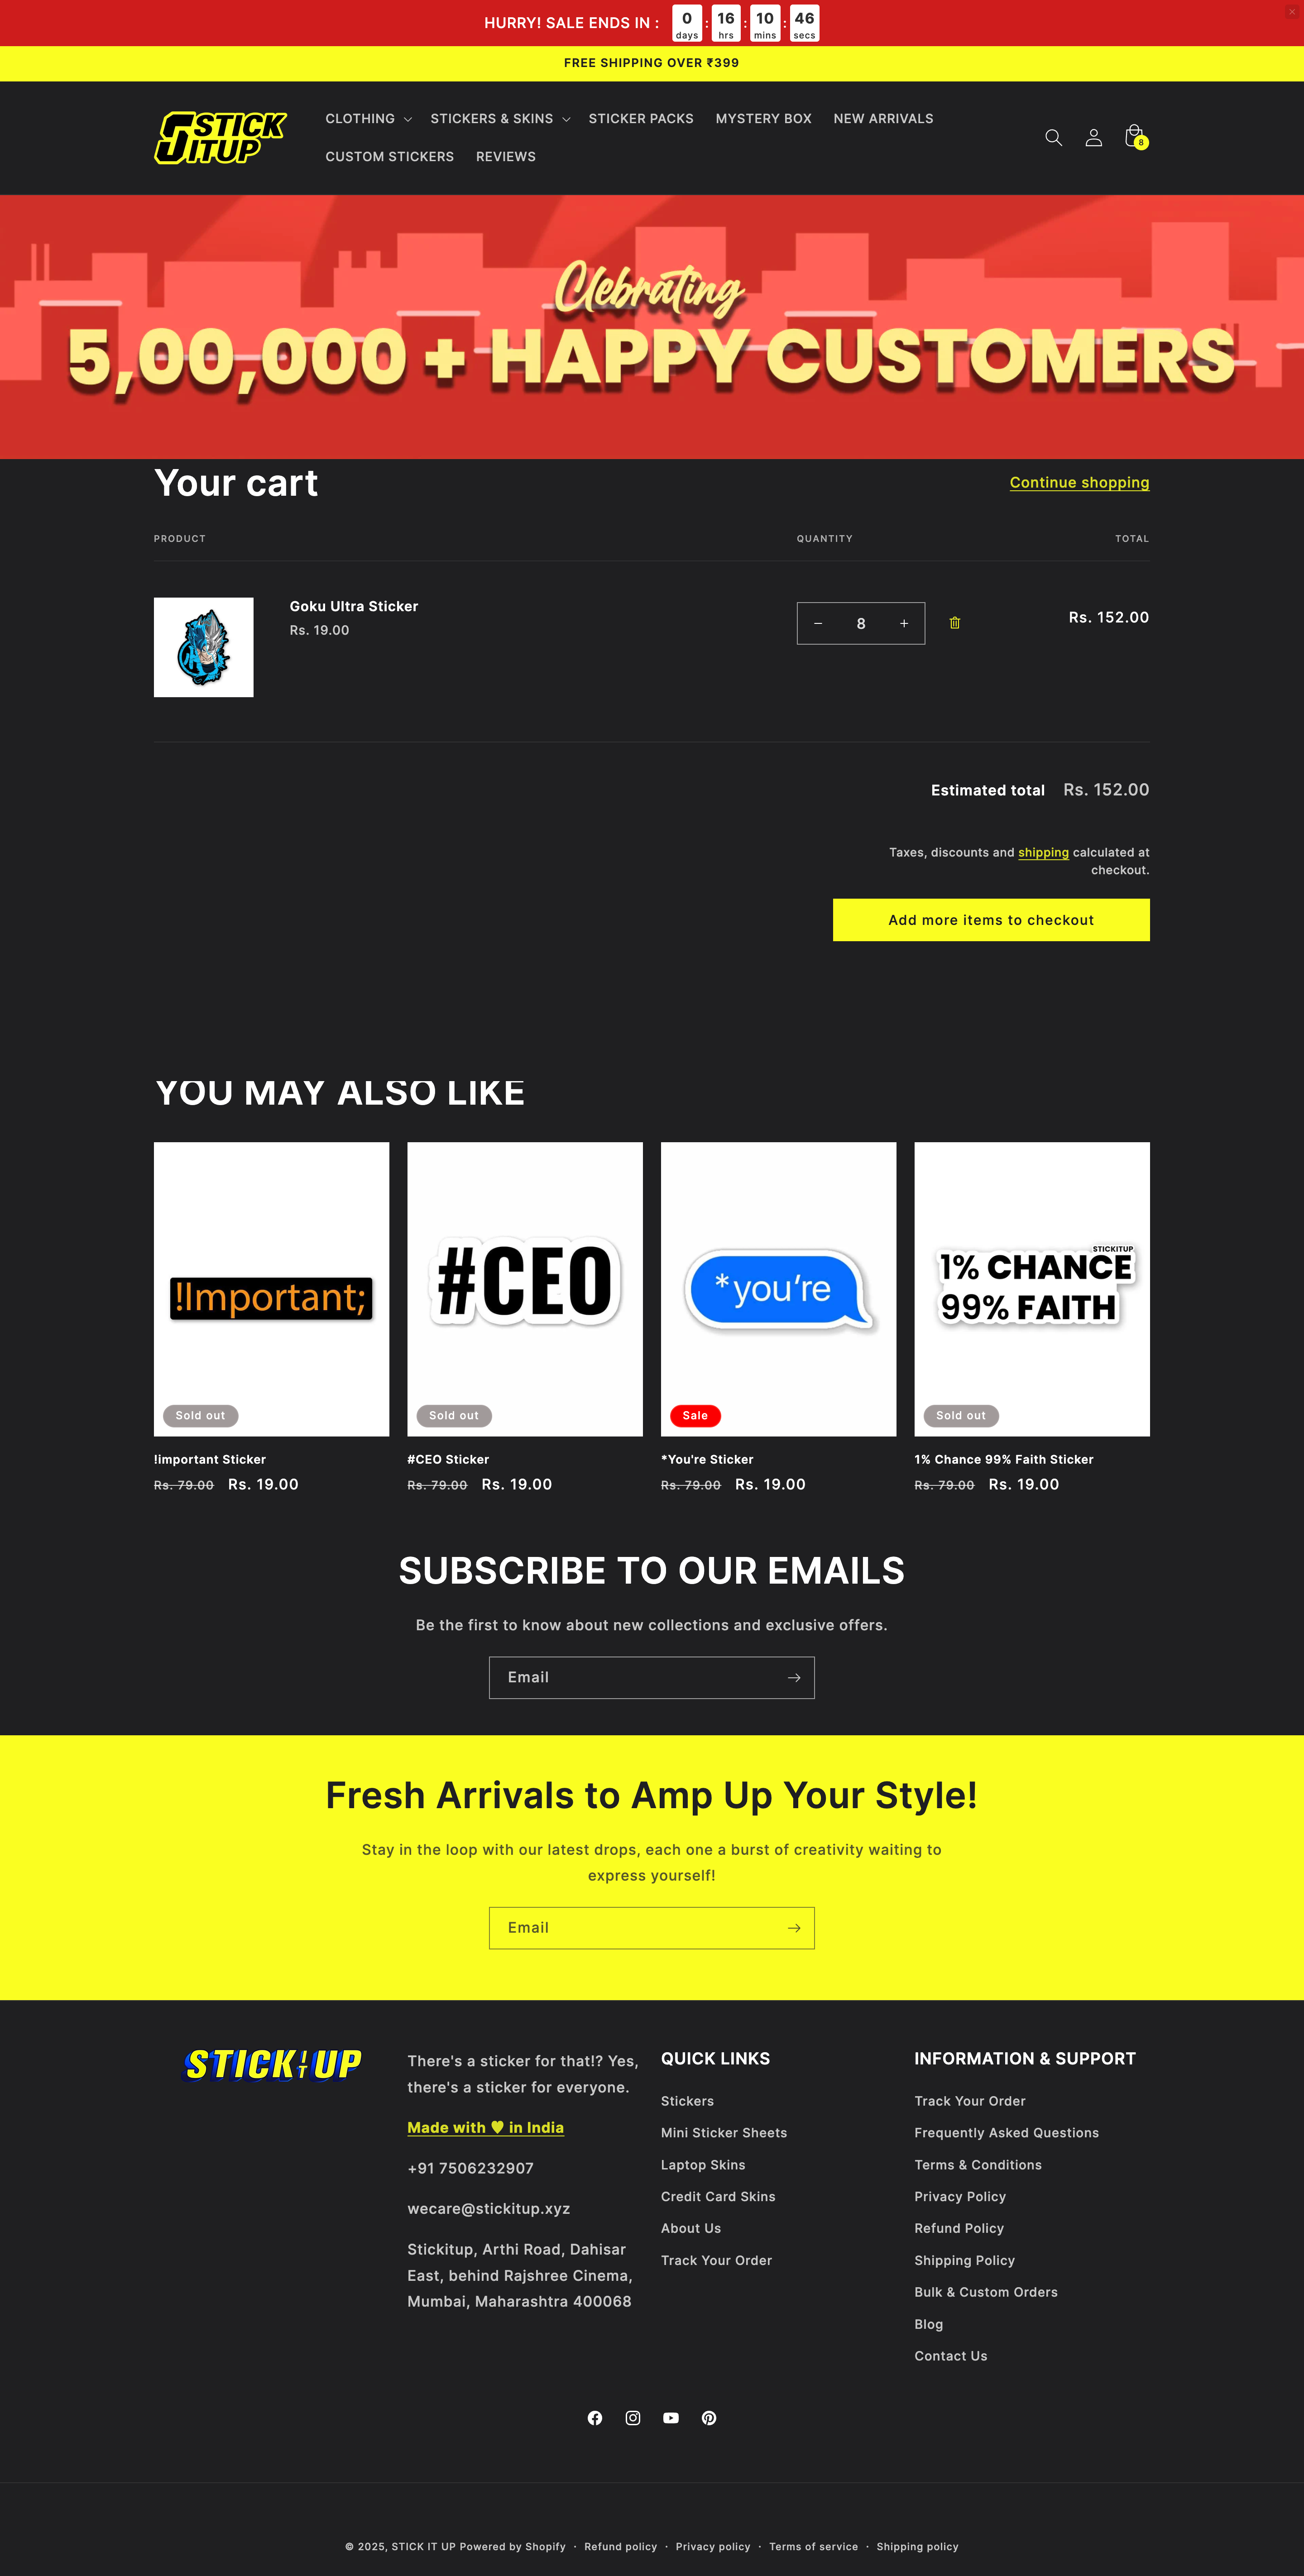 HURRY! SALE ENDS IN : 0 days : 16 hrs : 10 mins : 46 secs
FREE SHIPPING OVER ₹399
STICK IT UP
CLOTHING STICKERS & SKINS STICKER PACKS MYSTERY BOX NEW ARRIVALS
CUSTOM STICKERS REVIEWS
8
Clebrating
5,00,000 + HAPPY CUSTOMERS
Your cart
Continue shopping
PRODUCT QUANTITY TOTAL
Goku Ultra Sticker
Rs. 19.00
8
Rs. 152.00
Estimated total Rs. 152.00
Taxes, discounts and shipping calculated at
checkout.
Add more items to checkout
YOU MAY ALSO LIKE
!Important;
Sold out
!important Sticker
Rs. 79.00 Rs. 19.00
#CEO
Sold out
#CEO Sticker
Rs. 79.00 Rs. 19.00
*you're
Sale
*You're Sticker
Rs. 79.00 Rs. 19.00
STICKITUP
1% CHANCE
99% FAITH
Sold out
1% Chance 99% Faith Sticker
Rs. 79.00 Rs. 19.00
SUBSCRIBE TO OUR EMAILS
Be the first to know about new collections and exclusive offers.
Email
Fresh Arrivals to Amp Up Your Style!
Stay in the loop with our latest drops, each one a burst of creativity waiting to
express yourself!
Email
STICK IT UP
There's a sticker for that!? Yes,
there's a sticker for everyone.
Made with ♥ in India
+91 7506232907
wecare@stickitup.xyz
Stickitup, Arthi Road, Dahisar
East, behind Rajshree Cinema,
Mumbai, Maharashtra 400068
QUICK LINKS
Stickers
Mini Sticker Sheets
Laptop Skins
Credit Card Skins
About Us
Track Your Order
INFORMATION & SUPPORT
Track Your Order
Frequently Asked Questions
Terms & Conditions
Privacy Policy
Refund Policy
Shipping Policy
Bulk & Custom Orders
Blog
Contact Us
© 2025, STICK IT UP Powered by Shopify · Refund policy · Privacy policy · Terms of service · Shipping policy